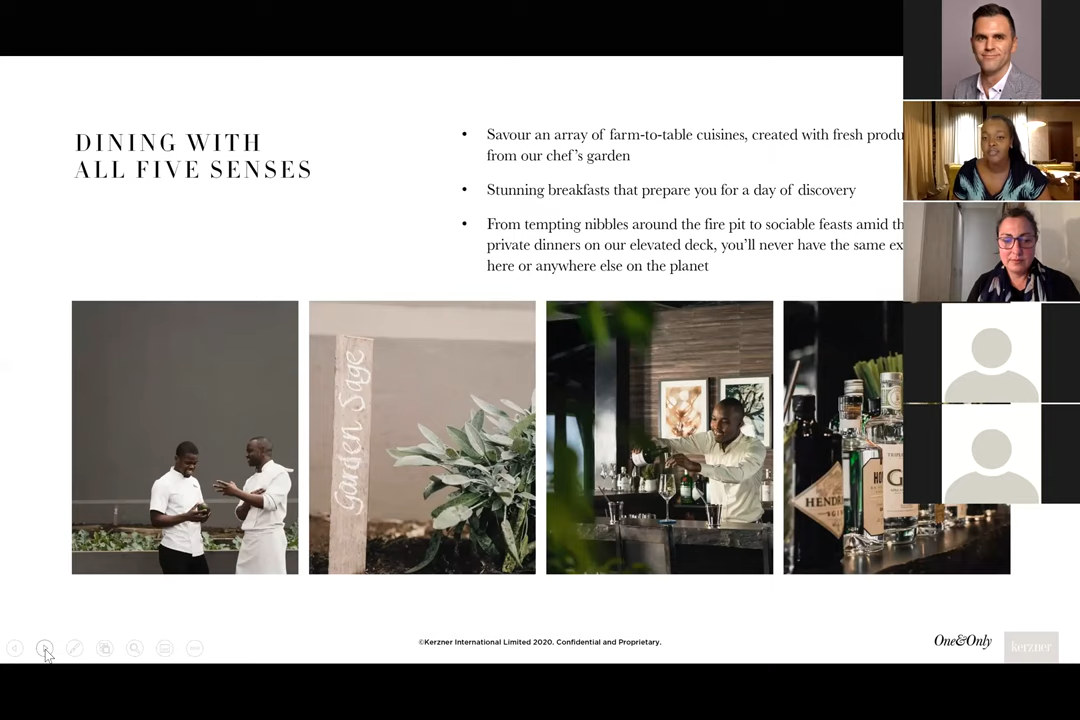 DINING WITH
ALL FIVE SENSES
• Savour an array of farm-to-table cuisines, created with fresh produ
from our chef's garden
• Stunning breakfasts that prepare you for a day of discovery
• From tempting nibbles around the fire pit to sociable feasts amid th
private dinners on our elevated deck, you'll never have the same ex
here or anywhere else on the planet
Garden Sage
HEND
©Kerzner International Limited 2020. Confidential and Proprietary.
One&Only
kerzner